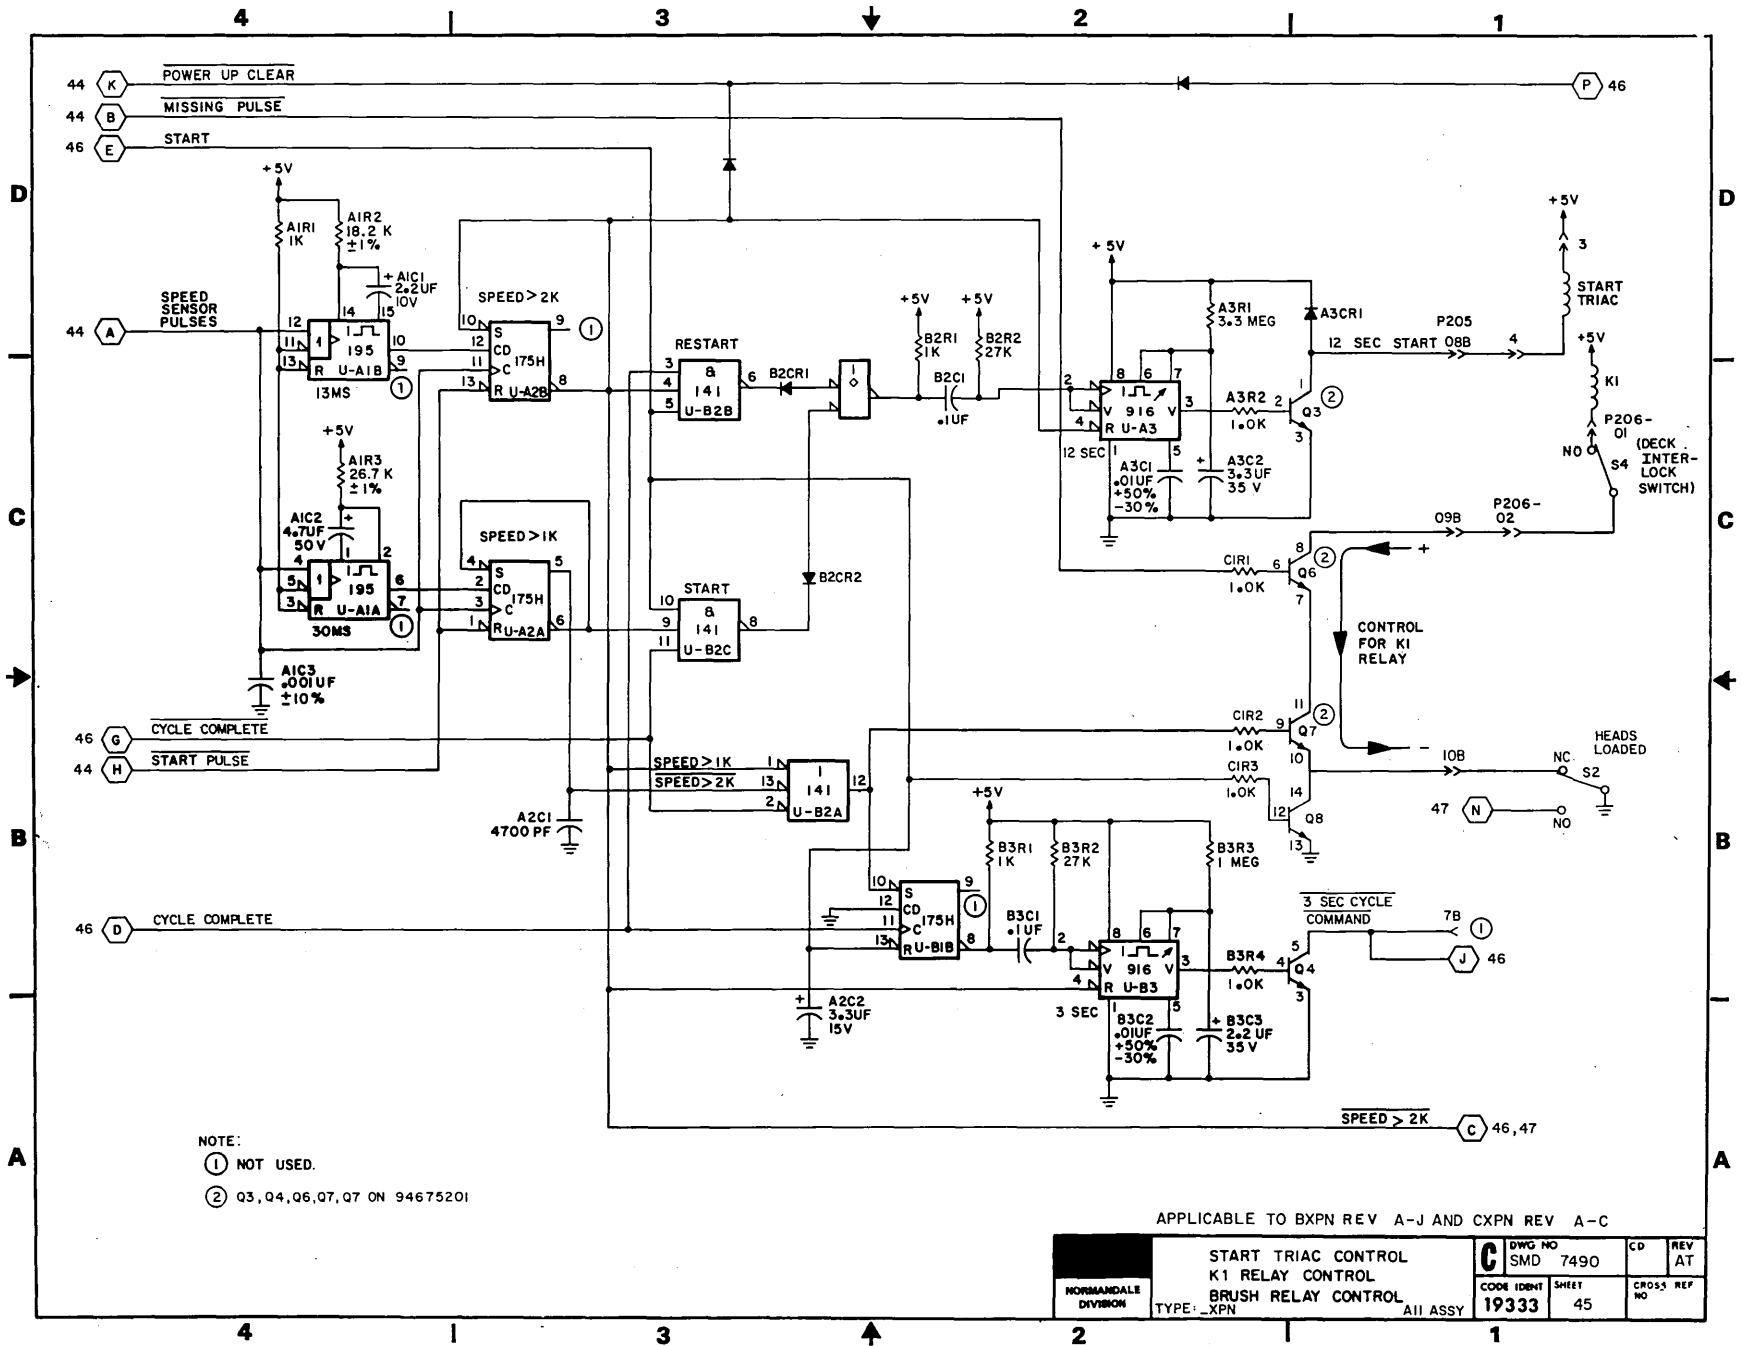 4 3 2 1
44 K POWER UP CLEAR
P 46
44 B MISSING PULSE
46 E START
+5V
D D
A1R1
1K
A1R2
18.2 K
±1%
+ A1C1
2.2UF
10V
SPEED
SENSOR
PULSES
44 A
12 14 15
1 1
11 195 10
13 R U-A1B 9
1
13MS
SPEED>2K
10 S 9 1
12 CD
11 C 175H
13 R U-A2B 8
RESTART
3 &
4 141 6
5 U-B2B
B2CR1
1
+5V +5V
B2R1
1K
B2R2
27K
B2C1
.1UF
+5V
A3R1
3.3 MEG
A3CR1
8 6 7
2 1
V 916 V 3
4 R U-A3
12 SEC 1 5
A3C1
.01UF
+50%
-30%
+ A3C2
3.3UF
35 V
A3R2
1.0K
1
2 Q3 2
3
12 SEC START 08B
P205
4
+5V
3
START
TRIAC
+5V
K1
P206-
01
NO
S4
(DECK
INTER-
LOCK
SWITCH)
C C
+5V
A1R3
26.7 K
±1%
A1C2 +
4.7UF
50V
1 2
4 1 1
5 195 6
3 R U-A1A 7
1
30MS
SPEED>1K
4 S 5
2 CD
3 C 175H
1 R U-A2A 6
START
10 &
9 141 8
11 U-B2C
B2CR2
C1R1
1.0K
8
6 Q6 2
7
09B
P206-
02
+
CONTROL
FOR K1
RELAY
-
A1C3
.001UF
±10%
46 G CYCLE COMPLETE
44 H START PULSE
SPEED>1K 1 1
SPEED>2K 13 141 12
2 U-B2A
A2C1
4700 PF
C1R2
1.0K
C1R3
1.0K
11
9 Q7 2
10
14
12 Q8
13
10B
NC
S2
HEADS
LOADED
47 N
NO
B B
+5V
B3R1
1K
B3R2
27K
B3R3
1 MEG
46 D CYCLE COMPLETE
10 S 9
12 CD 1
11 C 175H
13 R U-B1B 8
B3C1
.1UF
8 6 7
2 1
V 916 V 3
4 R U-B3
3 SEC 1 5
B3R4
1.0K
5
4 Q4
3
3 SEC CYCLE
COMMAND
7B 1
J 46
+ A2C2
3.3UF
15V
B3C2
.01UF
+50%
-30%
+ B3C3
2.2UF
35V
SPEED > 2K
C 46,47
A A
NOTE:
1 NOT USED.
2 Q3,Q4,Q6,Q7,Q7 ON 94675201
APPLICABLE TO BXPN REV A-J AND CXPN REV A-C
NORMANDALE
DIVISION
START TRIAC CONTROL
K1 RELAY CONTROL
BRUSH RELAY CONTROL
TYPE: _XPN A11 ASSY
C
DWG NO
SMD 7490
CD
REV
AT
CODE IDENT
19333
SHEET
45
CROSS REF
NO
4 3 2 1